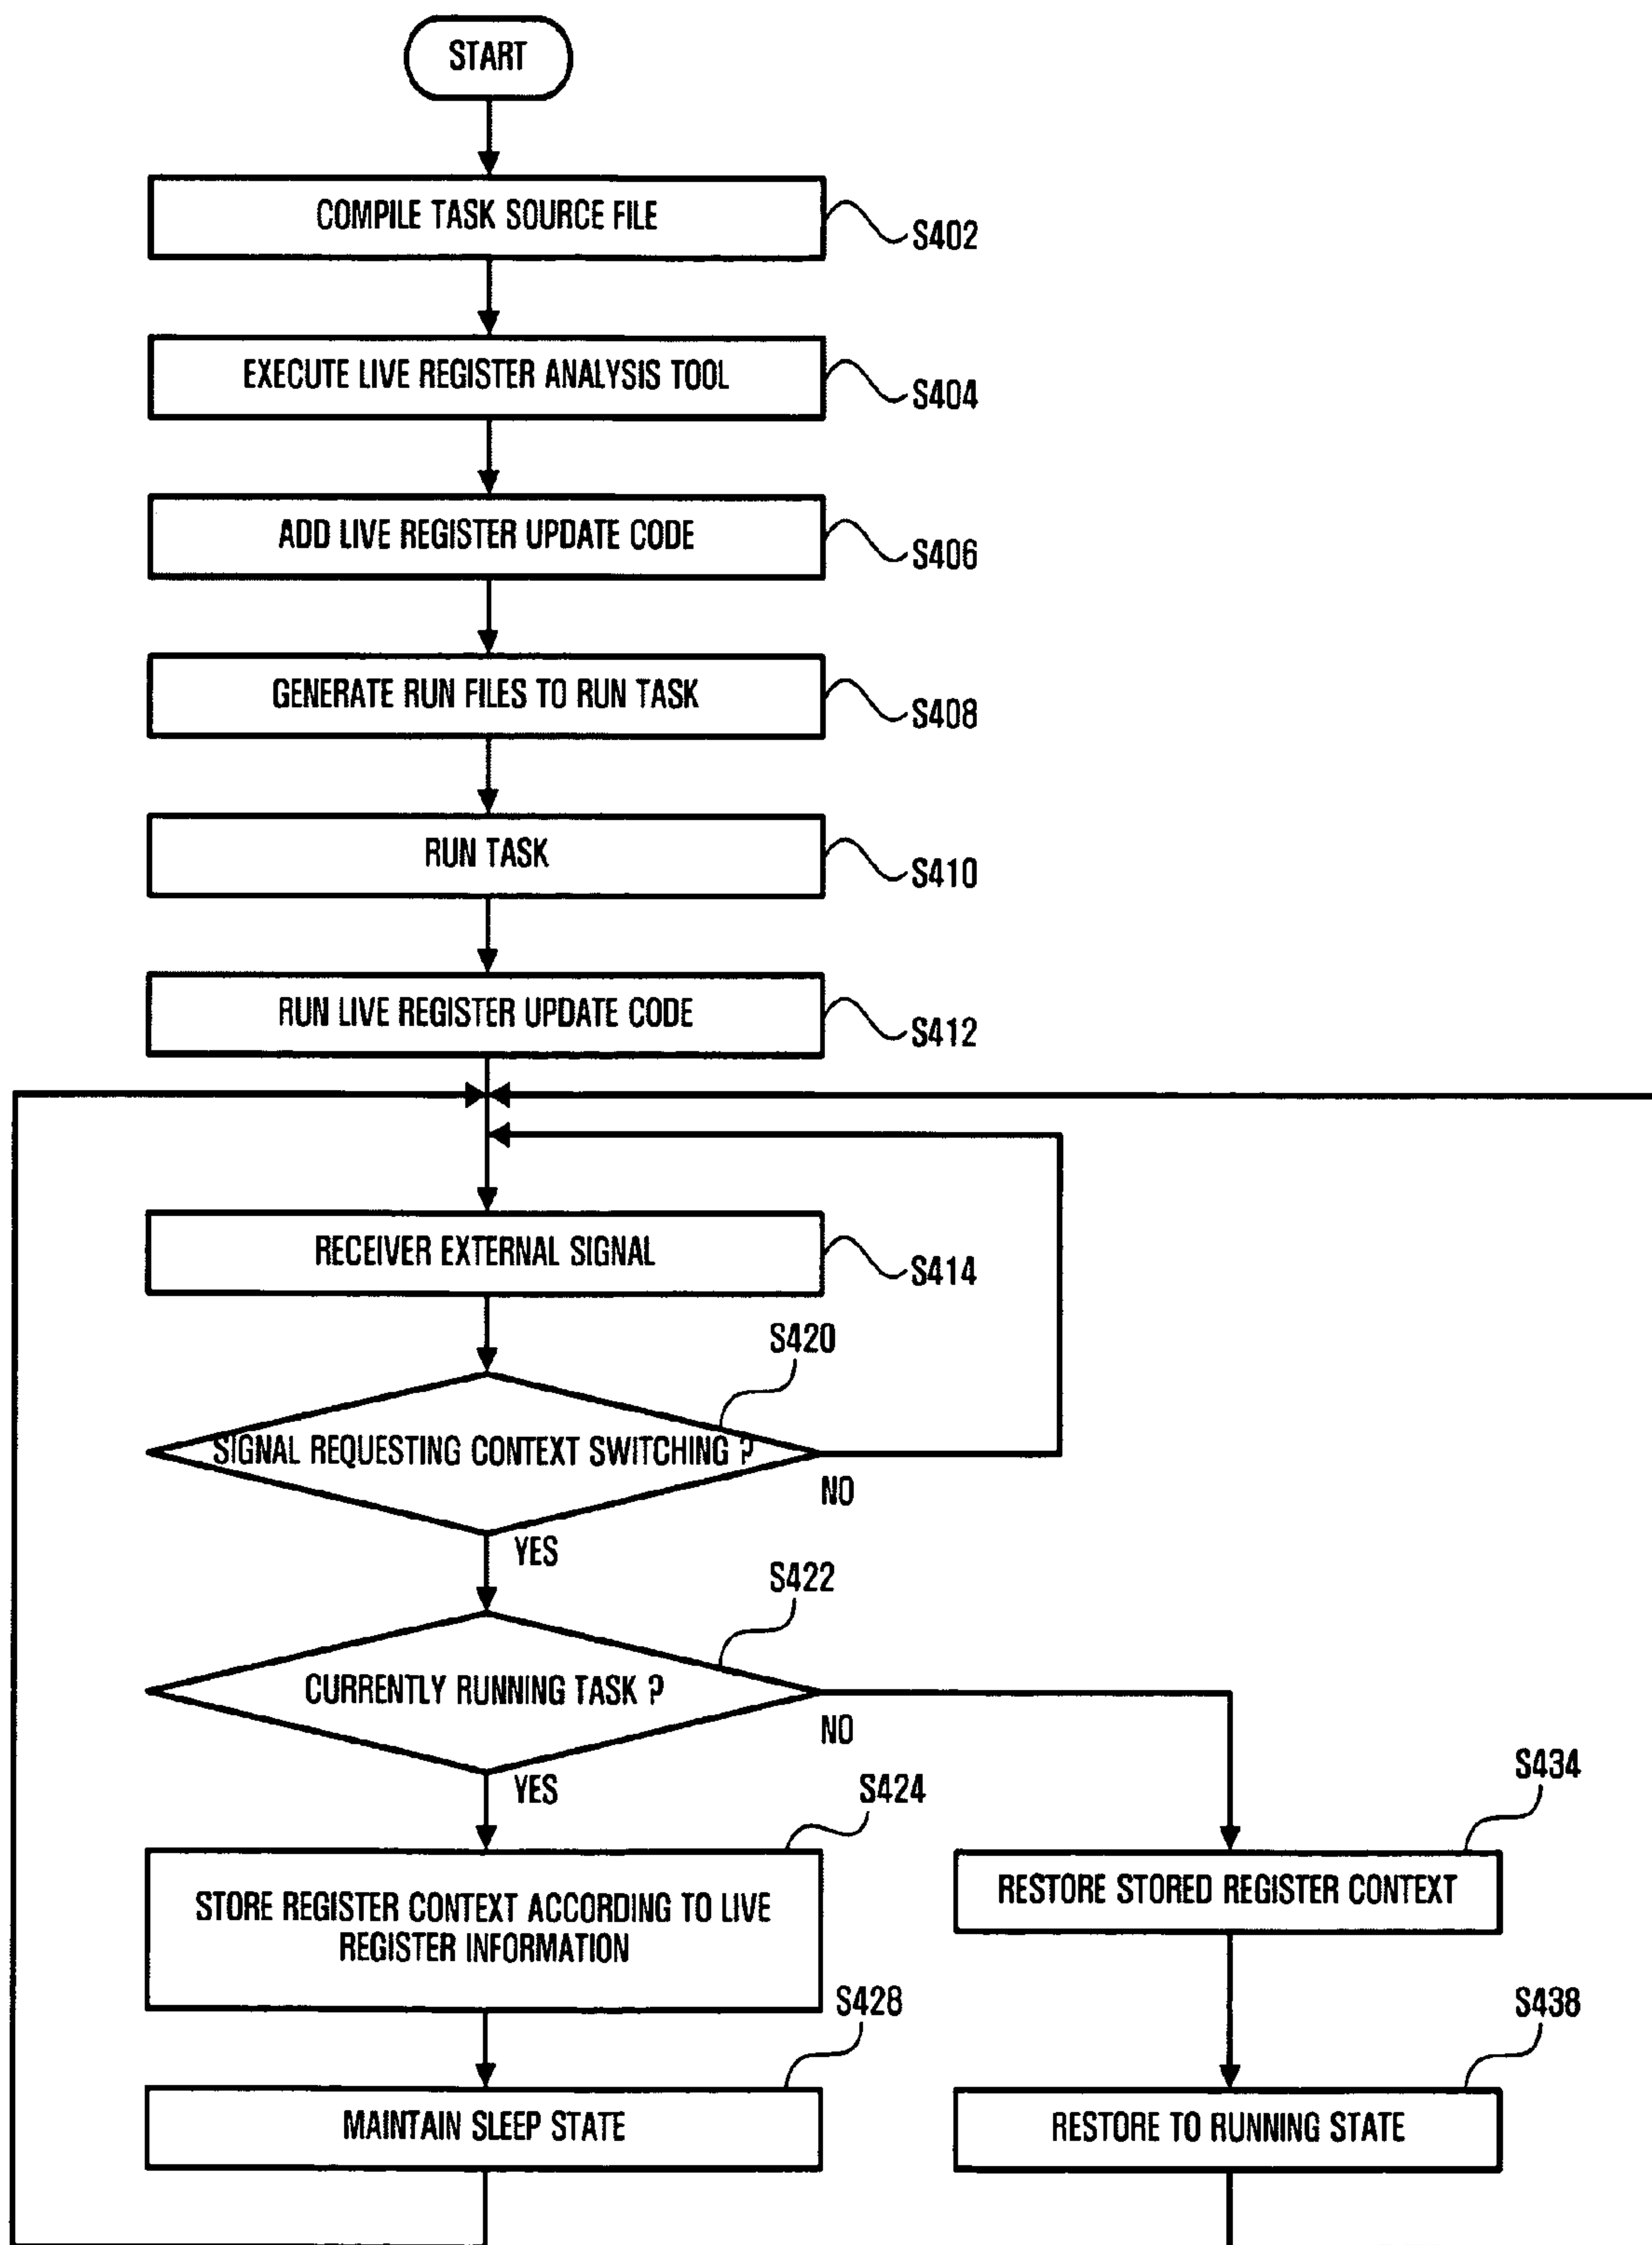 START
COMPILE TASK SOURCE FILE
S402
EXECUTE LIVE REGISTER ANALYSIS TOOL
S404
ADD LIVE REGISTER UPDATE CODE
S406
GENERATE RUN FILES TO RUN TASK
S408
RUN TASK
S410
RUN LIVE REGISTER UPDATE CODE
S412
RECEIVER EXTERNAL SIGNAL
S414
S420
SIGNAL REQUESTING CONTEXT SWITCHING ?
NO
YES
S422
CURRENTLY RUNNING TASK ?
NO
YES
S424
STORE REGISTER CONTEXT ACCORDING TO LIVE
REGISTER INFORMATION
S434
RESTORE STORED REGISTER CONTEXT
S428
MAINTAIN SLEEP STATE
S438
RESTORE TO RUNNING STATE